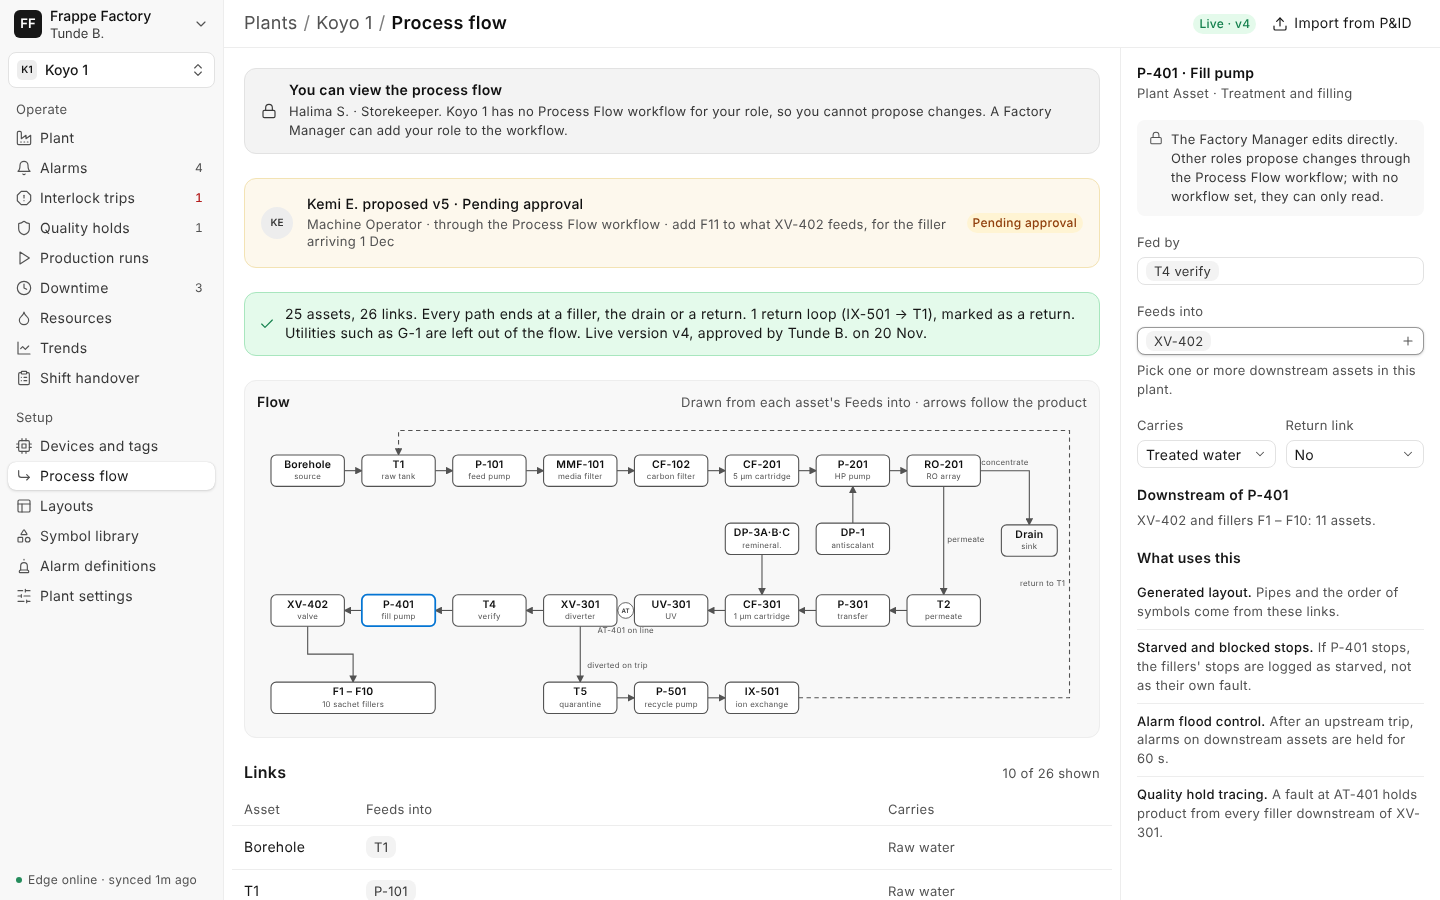 FF
Frappe Factory
Tunde B.
K1 Koyo 1
Operate
Plant
Alarms 4
Interlock trips 1
Quality holds 1
Production runs
Downtime 3
Resources
Trends
Shift handover
Setup
Devices and tags
Process flow
Layouts
Symbol library
Alarm definitions
Plant settings
Edge online · synced 1m ago
Plants / Koyo 1 / Process flow
Live · v4
Import from P&ID
You can view the process flow
Halima S. · Storekeeper. Koyo 1 has no Process Flow workflow for your role, so you cannot propose changes. A Factory
Manager can add your role to the workflow.
KE
Kemi E. proposed v5 · Pending approval
Machine Operator · through the Process Flow workflow · add F11 to what XV-402 feeds, for the filler
arriving 1 Dec
Pending approval
25 assets, 26 links. Every path ends at a filler, the drain or a return. 1 return loop (IX-501 → T1), marked as a return.
Utilities such as G-1 are left out of the flow. Live version v4, approved by Tunde B. on 20 Nov.
Flow
Drawn from each asset's Feeds into · arrows follow the product
Borehole
source
T1
raw tank
P-101
feed pump
MMF-101
media filter
CF-102
carbon filter
CF-201
5 µm cartridge
P-201
HP pump
RO-201
RO array
concentrate
DP-3A·B·C
remineral.
DP-1
antiscalant
permeate
Drain
sink
return to T1
XV-402
valve
P-401
fill pump
T4
verify
XV-301
diverter
AT
AT-401 on line
UV-301
UV
CF-301
1 µm cartridge
P-301
transfer
T2
permeate
diverted on trip
F1 – F10
10 sachet fillers
T5
quarantine
P-501
recycle pump
IX-501
ion exchange
Links
10 of 26 shown
Asset Feeds into Carries
Borehole T1 Raw water
T1 P-101 Raw water
P-401 · Fill pump
Plant Asset · Treatment and filling
The Factory Manager edits directly.
Other roles propose changes through
the Process Flow workflow; with no
workflow set, they can only read.
Fed by
T4 verify
Feeds into
XV-402
Pick one or more downstream assets in this
plant.
Carries Return link
Treated water No
Downstream of P-401
XV-402 and fillers F1 – F10: 11 assets.
What uses this
Generated layout. Pipes and the order of
symbols come from these links.
Starved and blocked stops. If P-401 stops,
the fillers' stops are logged as starved, not
as their own fault.
Alarm flood control. After an upstream trip,
alarms on downstream assets are held for
60 s.
Quality hold tracing. A fault at AT-401 holds
product from every filler downstream of XV-
301.